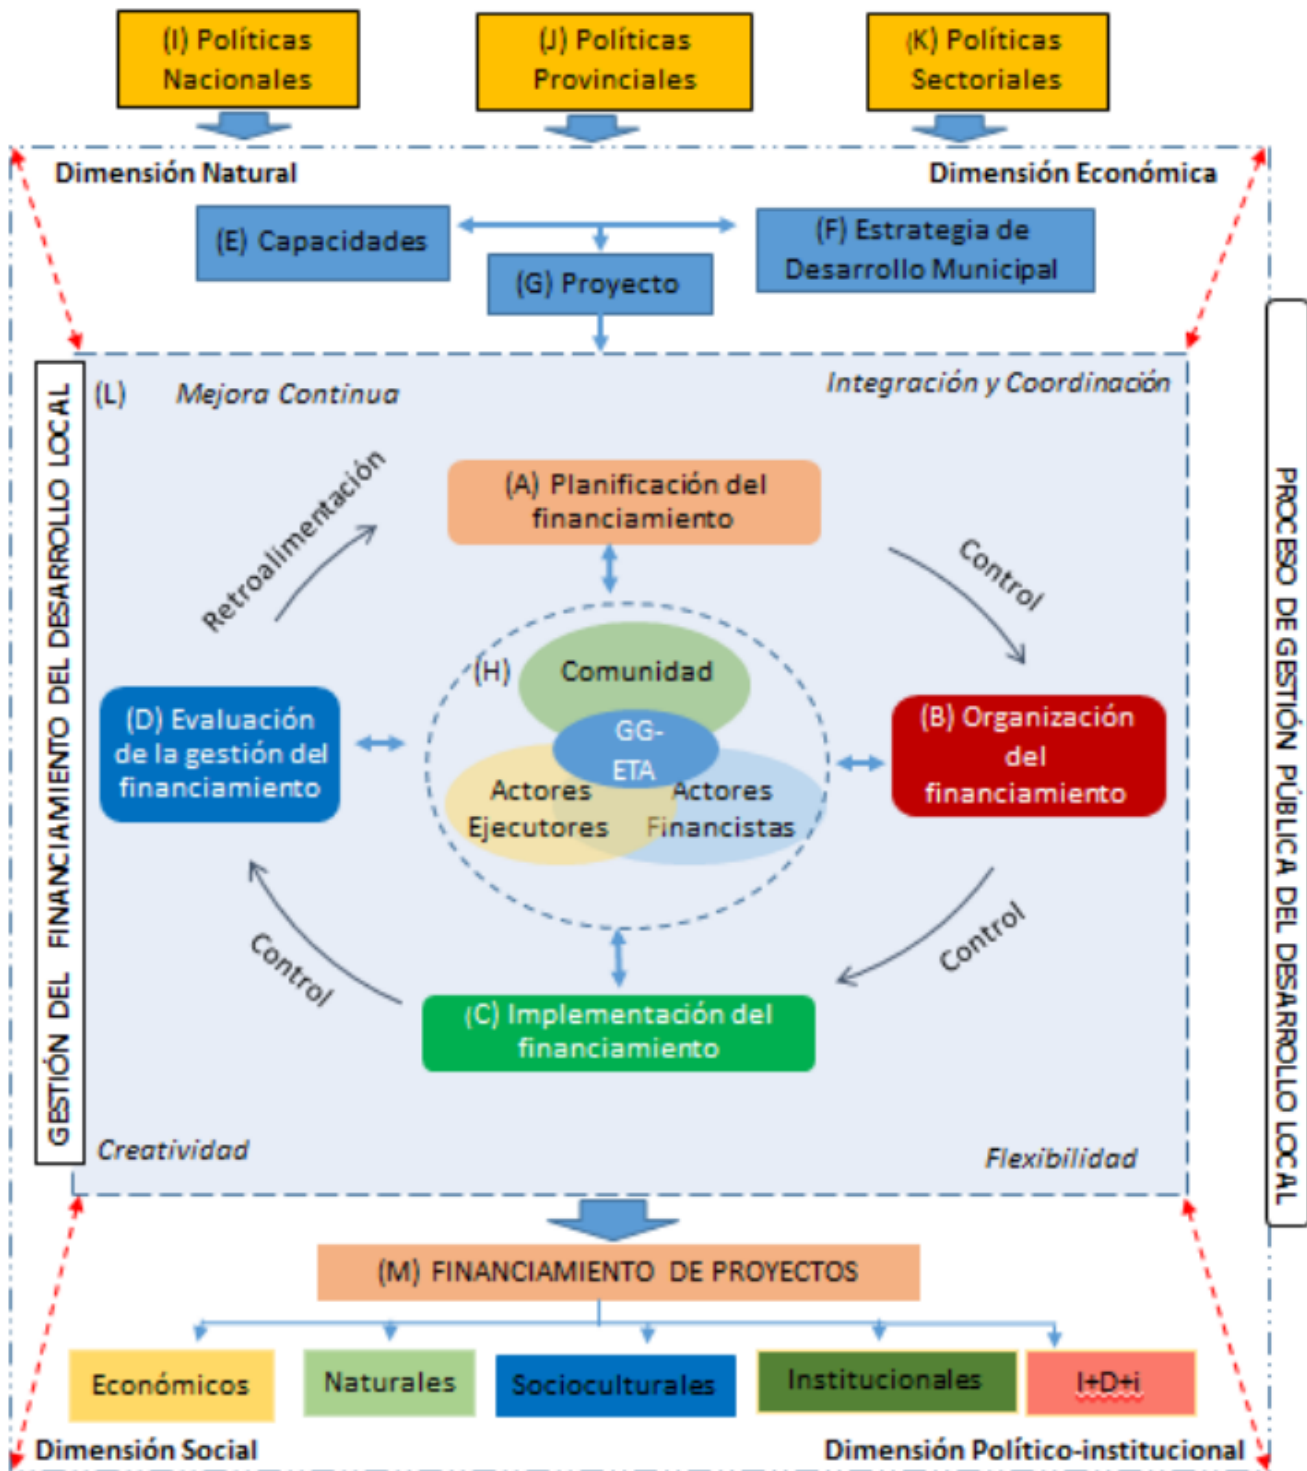 (I) Políticas
Nacionales
(J) Políticas
Provinciales
(K) Políticas
Sectoriales
Dimensión Natural
Dimensión Económica
(E) Capacidades
(F) Estrategia de
Desarrollo Municipal
(G) Proyecto
GESTIÓN DEL FINANCIAMIENTO DEL DESARROLLO LOCAL
PROCESO DE GESTIÓN PÚBLICA DEL DESARROLLO LOCAL
(L)
Mejora Continua
Integración y Coordinación
Retroalimentación
(A) Planificación del
financiamiento
Control
(H)
Comunidad
GG-
ETA
Actores
Ejecutores
Actores
Financistas
(D) Evaluación
de la gestión del
financiamiento
(B) Organización
del
financiamiento
Control
Control
(C) Implementación del
financiamiento
Creatividad
Flexibilidad
(M) FINANCIAMIENTO DE PROYECTOS
Económicos
Naturales
Socioculturales
Institucionales
I+D+i
Dimensión Social
Dimensión Político-institucional